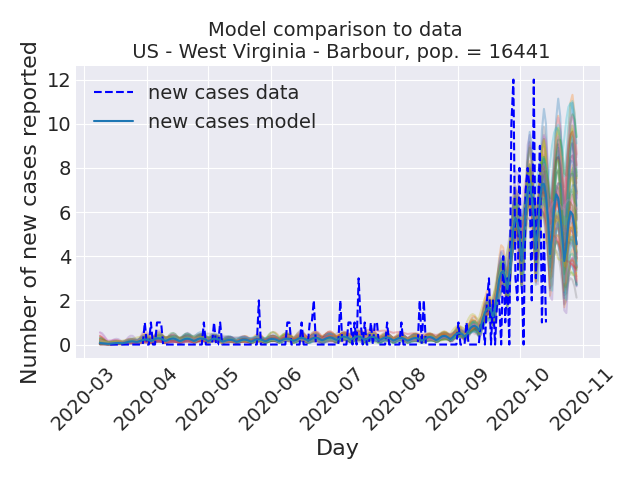 Model comparison to data
US - West Virginia - Barbour, pop. = 16441
Number of new cases reported
12
10
8
6
4
2
0
new cases data
new cases model
2020-03
2020-04
2020-05
2020-06
2020-07
2020-08
2020-09
2020-10
2020-11
Day